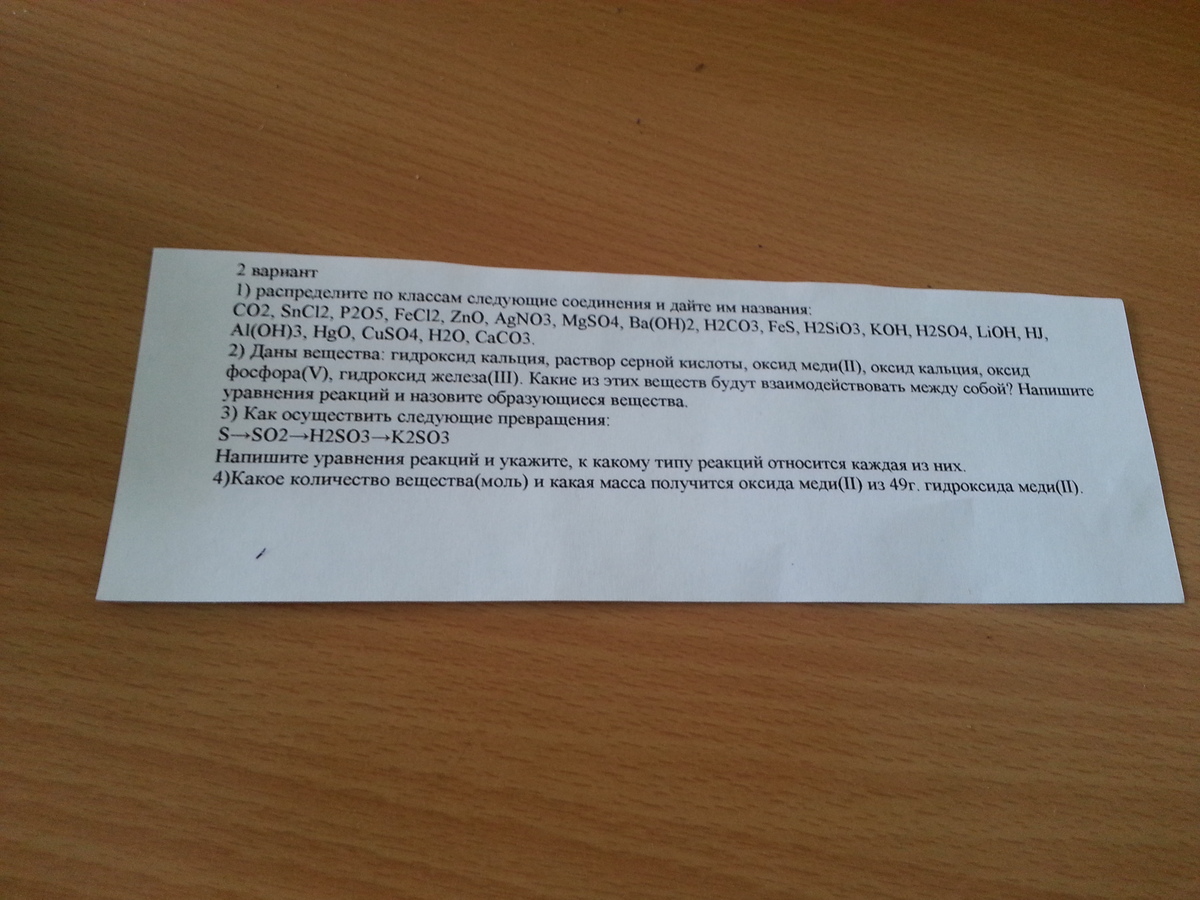 2 вариант
1) распределите по классам следующие соединения и дайте им названия:
CO2, SnCl2, P2O5, FeCl2, ZnO, AgNO3, MgSO4, Ba(OH)2, H2CO3, FeS, H2SiO3, KOH, H2SO4, LiOH, HJ,
Al(OH)3, HgO, CuSO4, H2O, CaCO3.
2) Даны вещества: гидроксид кальция, раствор серной кислоты, оксид меди(II), оксид кальция, оксид
фосфора(V), гидроксид железа(III). Какие из этих веществ будут взаимодействовать между собой? Напишите
уравнения реакций и назовите образующиеся вещества.
3) Как осуществить следующие превращения:
S→SO2→H2SO3→K2SO3
Напишите уравнения реакций и укажите, к какому типу реакций относится каждая из них.
4)Какое количество вещества(моль) и какая масса получится оксида меди(II) из 49г. гидроксида меди(II).